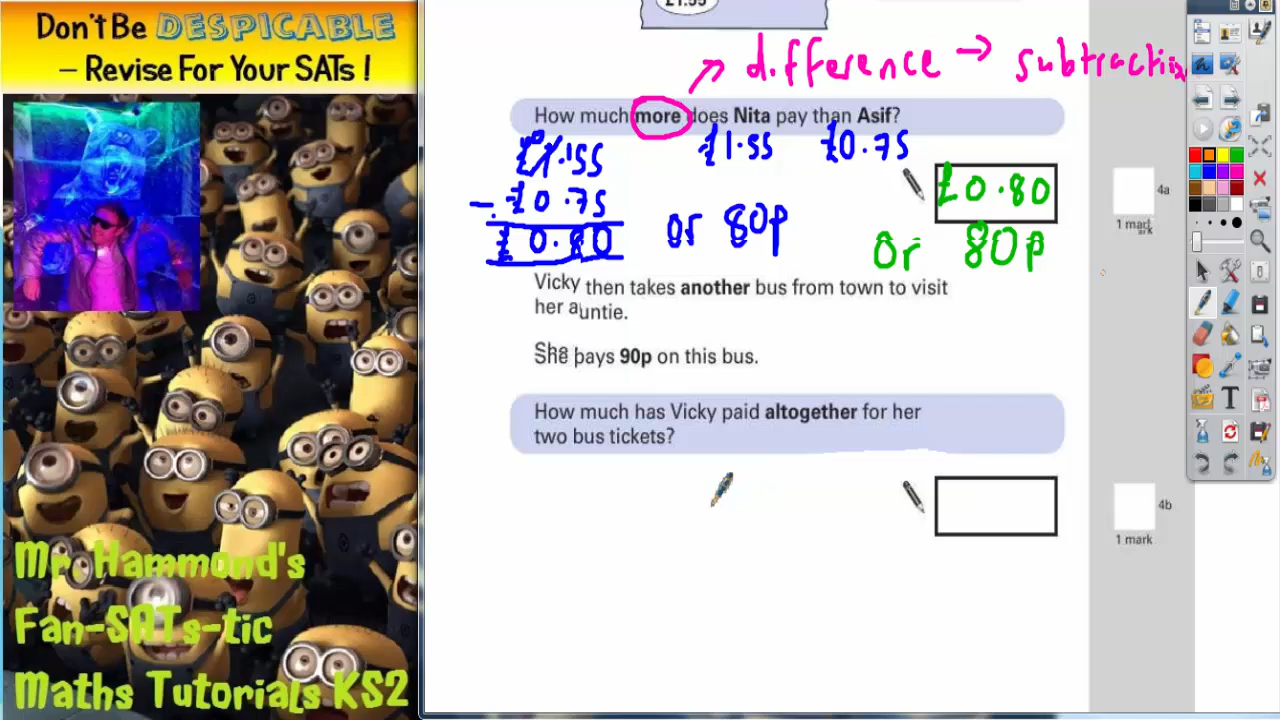 Don't Be DESPICABLE
– Revise For Your SATs !
£1.55
difference → subtraction
How much more does Nita pay than Asif?
£1.55
£1.55 £0.75
- £0.75
£0.80 or 80p
£0.80
or 80p
4a
1 mark
Vicky then takes another bus from town to visit
her auntie.
She pays 90p on this bus.
How much has Vicky paid altogether for her
two bus tickets?
4b
1 mark
Mr. Hammond's
Fan-SATs-tic
Maths Tutorials KS2